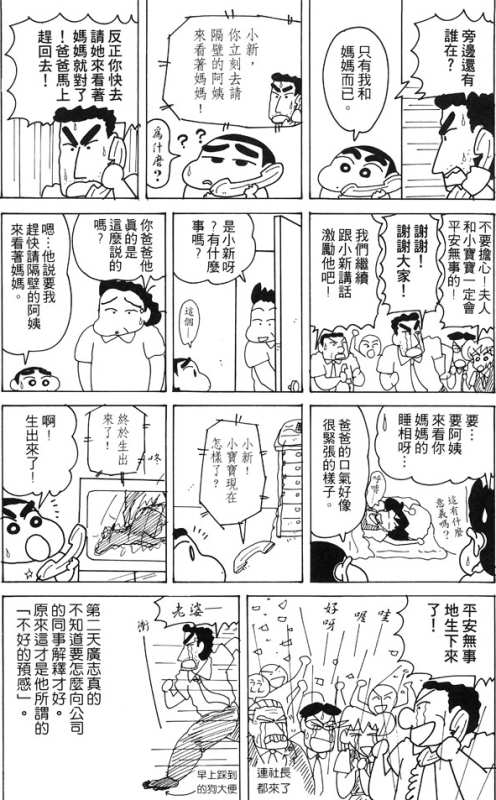 旁邊還有
誰在?
只有我和
媽媽而已。
小新,
你立刻去請
隔壁的阿姨
來看著媽媽!
??
為什麼?
反正你快去
請她來看著
媽媽就對了
!爸爸馬上
趕回去!
不要擔心!夫人
和小寶寶一定會
平安無事的!
謝謝!
謝謝大家!
我們繼續
跟小新講話
激勵他吧!
是小新呀
?有什麼
事嗎?
這個⋯
你爸爸他
真的是
這麼說的
嗎?
嗯⋯他說要我
趕快請隔壁的阿姨
來看著媽媽。
要⋯
要阿姨
來看你
媽媽的
睡相呀⋯
這有什麼
意義嗎?
呼嚕
爸爸的口氣好像
很緊張的樣子。
小新!
小寶寶現在
怎樣了?
咚
終於生出
來了!
啊!
生出來了!
平安無事
地生下來
了!
哇
喔
好呀
連社長
都來了
老婆—
衝
早上踩到
的狗大便
第二天廣志真的
不知道要怎麼向公司
的同事解釋才好。
原來這才是他所謂的
「不好的預感」。